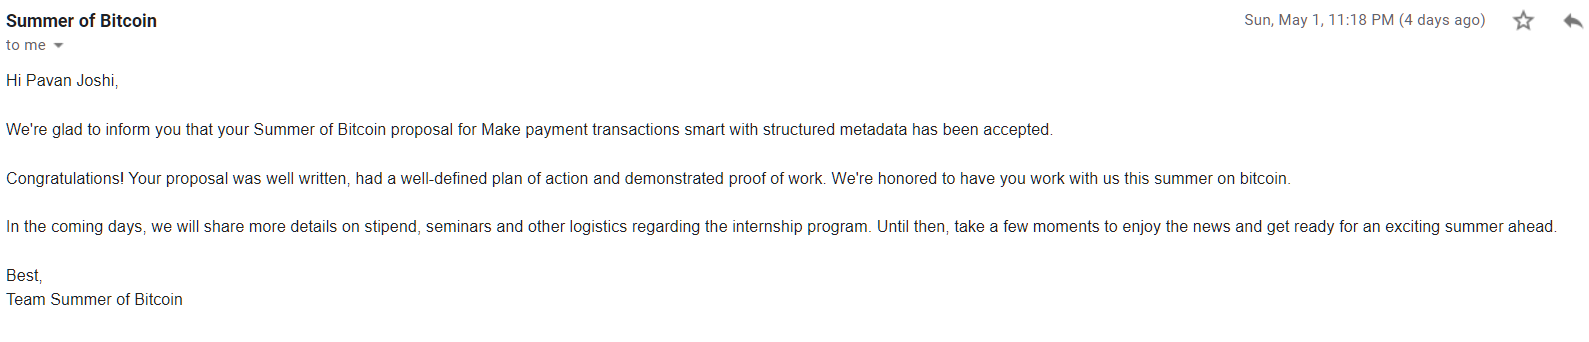 Summer of Bitcoin
Sun, May 1, 11:18 PM (4 days ago)
to me
Hi Pavan Joshi,
We're glad to inform you that your Summer of Bitcoin proposal for Make payment transactions smart with structured metadata has been accepted.
Congratulations! Your proposal was well written, had a well-defined plan of action and demonstrated proof of work. We're honored to have you work with us this summer on bitcoin.
In the coming days, we will share more details on stipend, seminars and other logistics regarding the internship program. Until then, take a few moments to enjoy the news and get ready for an exciting summer ahead.
Best,
Team Summer of Bitcoin